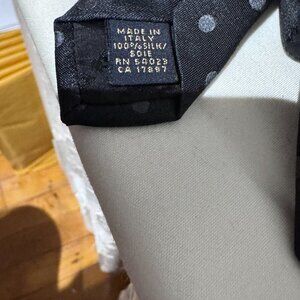 MADE IN
ITALY
100% SILK/
SOIE
RN 54023
CA 17897